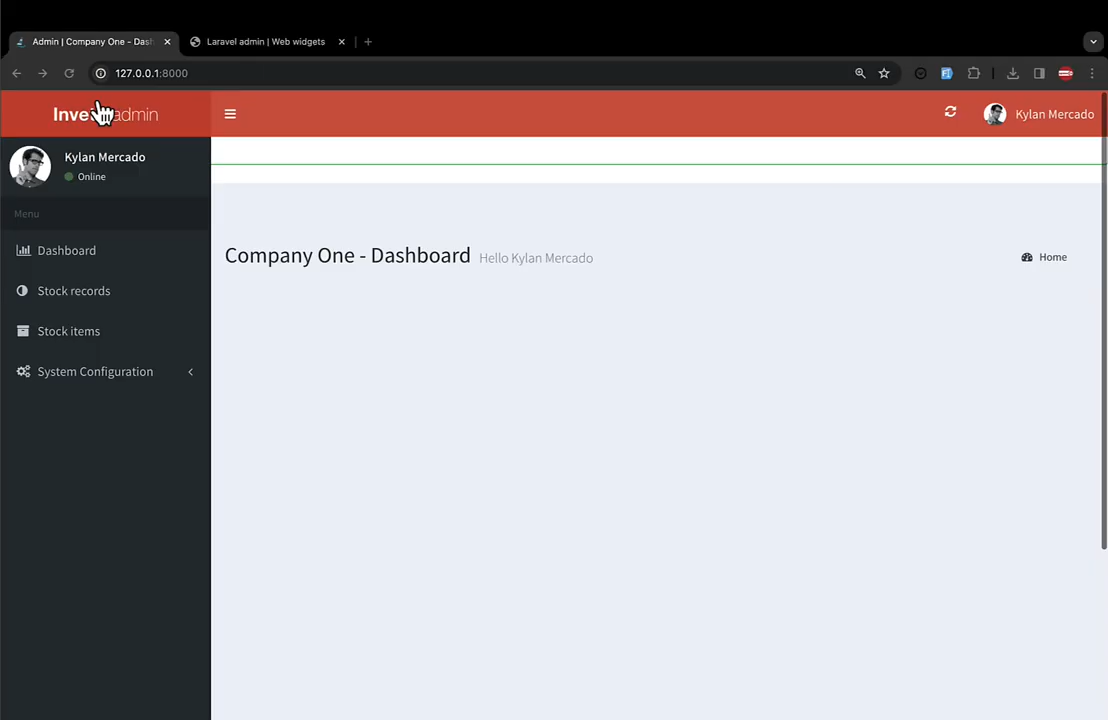 Admin | Company One - Dash
Laravel admin | Web widgets
127.0.0.1:8000
admin
Kylan Mercado
Kylan Mercado
Online
Menu
Dashboard
Stock records
Stock items
System Configuration
Company One - Dashboard Hello Kylan Mercado
Home